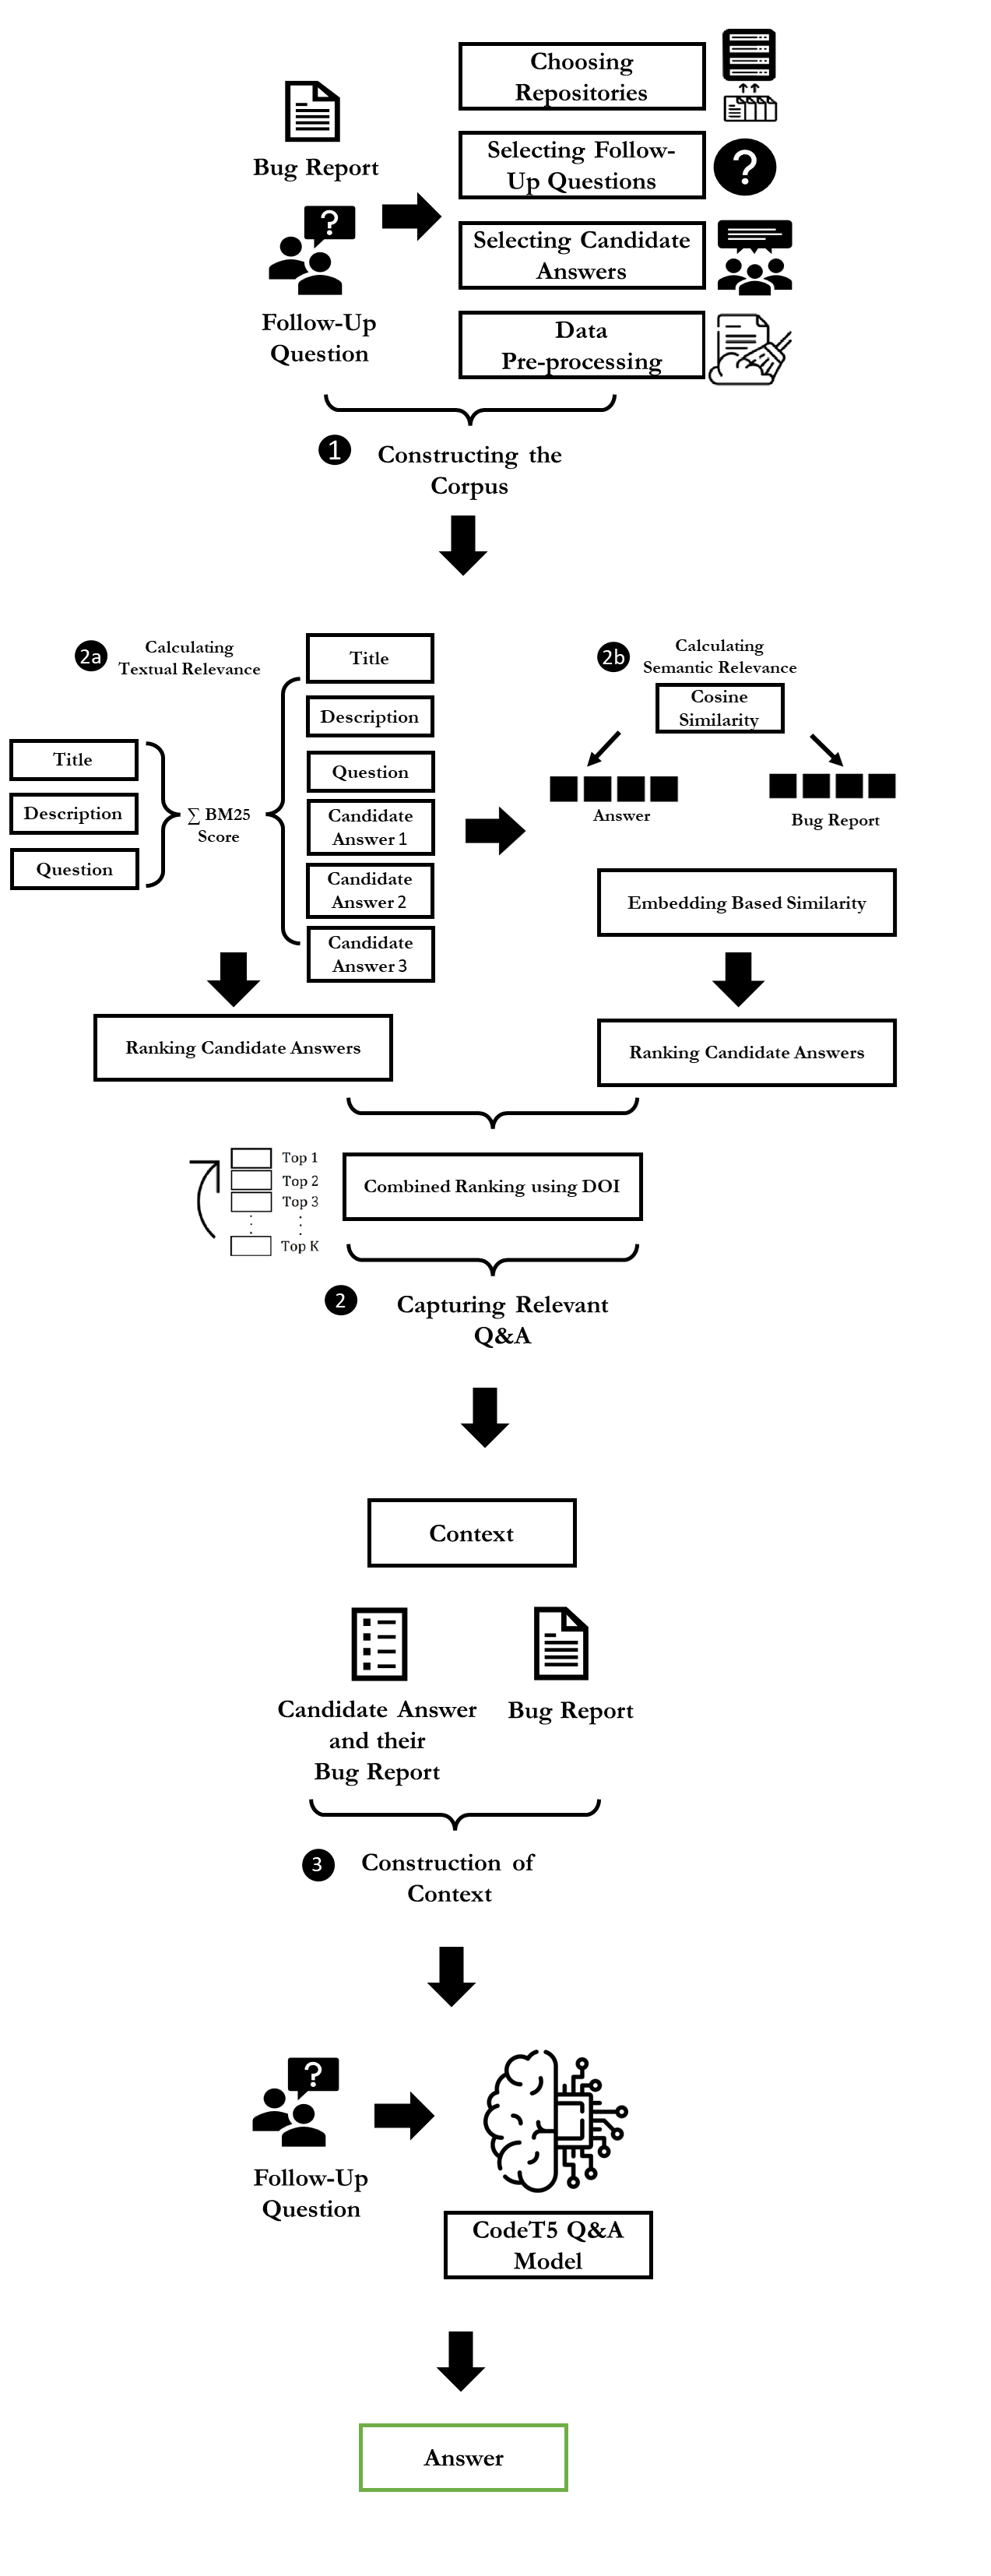 Choosing
Repositories
Bug Report
Selecting Follow-
Up Questions
?
?
Selecting Candidate
Answers
Follow-Up
Question
Data
Pre-processing
1
Constructing the
Corpus
2a
Calculating
Textual Relevance
Title
Description
Question
∑ BM25
Score
Title
Description
Question
Candidate
Answer 1
Candidate
Answer 2
Candidate
Answer 3
2b
Calculating
Semantic Relevance
Cosine
Similarity
Answer
Bug Report
Embedding Based Similarity
Ranking Candidate Answers
Ranking Candidate Answers
Top 1
Top 2
Top 3
Top K
Combined Ranking using DOI
2
Capturing Relevant
Q&A
Context
Candidate Answer
and their
Bug Report
Bug Report
3
Construction of
Context
?
Follow-Up
Question
CodeT5 Q&A
Model
Answer